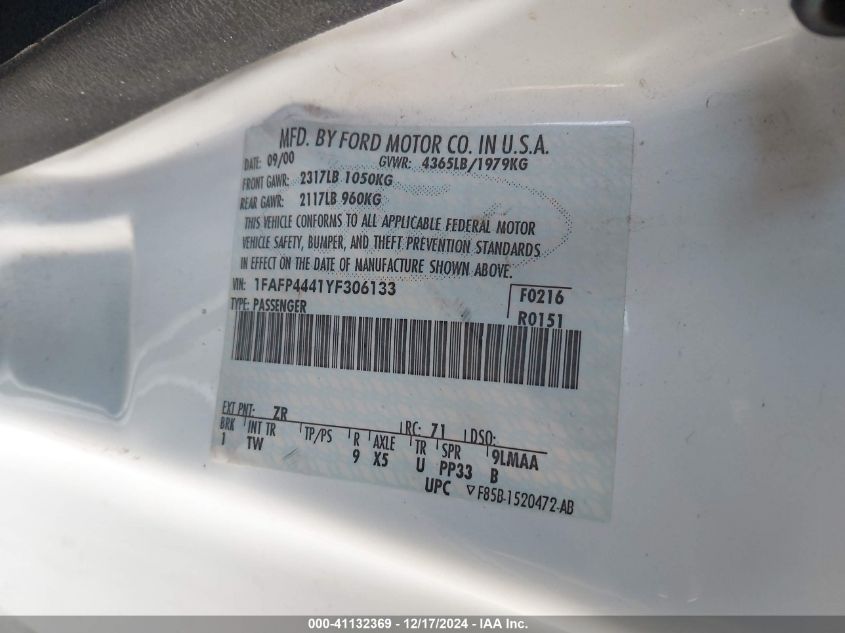 MFD. BY FORD MOTOR CO. IN U.S.A.
DATE: 09/00 GVWR: 4365LB/1979KG
FRONT GAWR: 2317LB 1050KG
REAR GAWR: 2117LB 960KG
THIS VEHICLE CONFORMS TO ALL APPLICABLE FEDERAL MOTOR
VEHICLE SAFETY, BUMPER, AND THEFT PREVENTION STANDARDS
IN EFFECT ON THE DATE OF MANUFACTURE SHOWN ABOVE.
VIN: 1FAFP4441YF306133 F0216
TYPE: PASSENGER R0151
EXT PNT: ZR RC: 71 DSO:
BRK INT TR TP/PS R AXLE TR SPR 9LMAA
1 TW 9 X5 U PP33 B
UPC F85B-1520472-AB
000-41132369 - 12/17/2024 - IAA Inc.